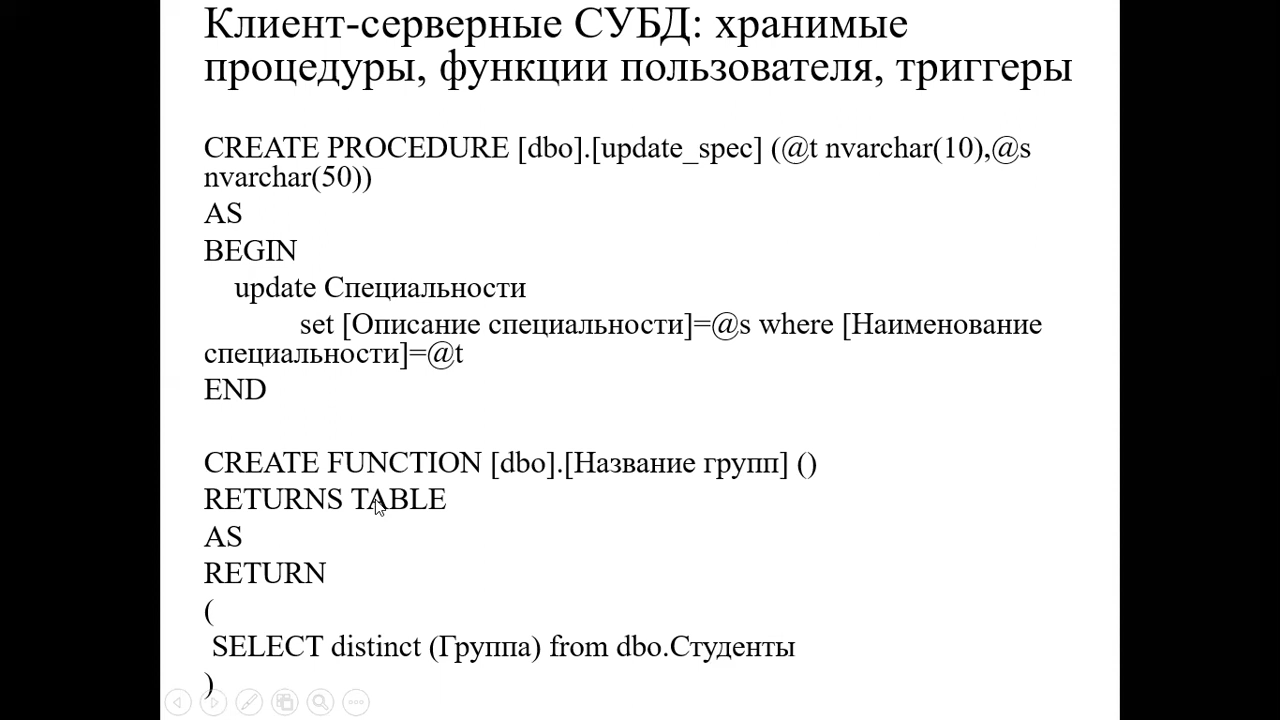 Клиент-серверные СУБД: хранимые
процедуры, функции пользователя, триггеры
CREATE PROCEDURE [dbo].[update_spec] (@t nvarchar(10),@s
nvarchar(50))
AS
BEGIN
update Специальности
set [Описание специальности]=@s where [Наименование
специальности]=@t
END
CREATE FUNCTION [dbo].[Название групп] ()
RETURNS TABLE
AS
RETURN
(
SELECT distinct (Группа) from dbo.Студенты
)